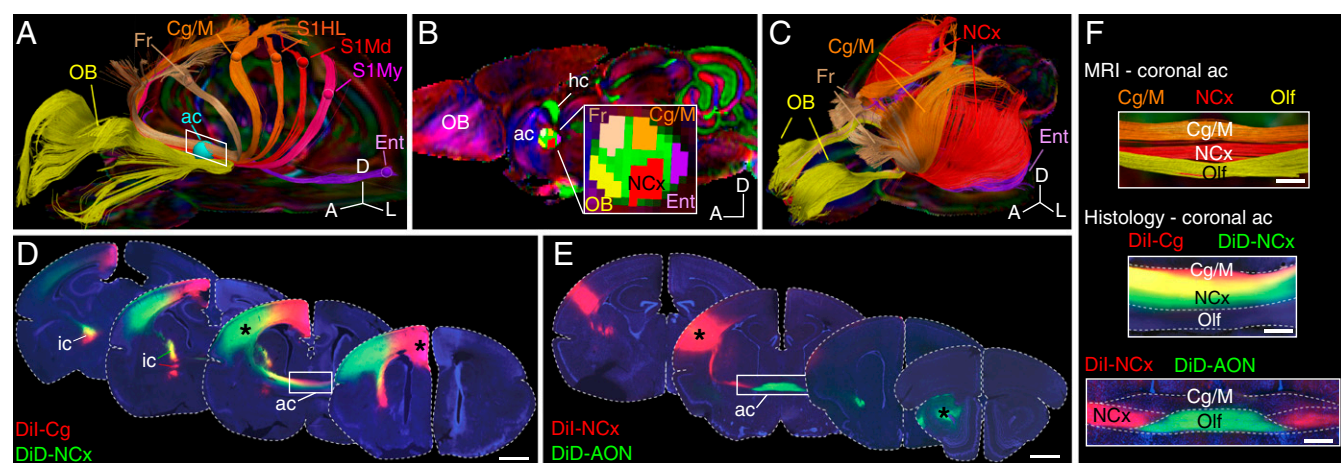 A
Cg/M
S1HL
Fr
S1Md
S1My
OB
ac
Ent
D
A
L
B
hc
OB
ac
Fr
Cg/M
NCx
OB
Ent
D
A
C
NCx
Cg/M
Fr
OB
Ent
D
A
L
F
MRI - coronal ac
Cg/M NCx Olf
Cg/M
NCx
Olf
Histology - coronal ac
DiI-Cg DiD-NCx
Cg/M
NCx
Olf
DiI-NCx DiD-AON
Cg/M
NCx
Olf
D
ic
ic
*
*
ac
DiI-Cg
DiD-NCx
E
*
ac
*
DiI-NCx
DiD-AON